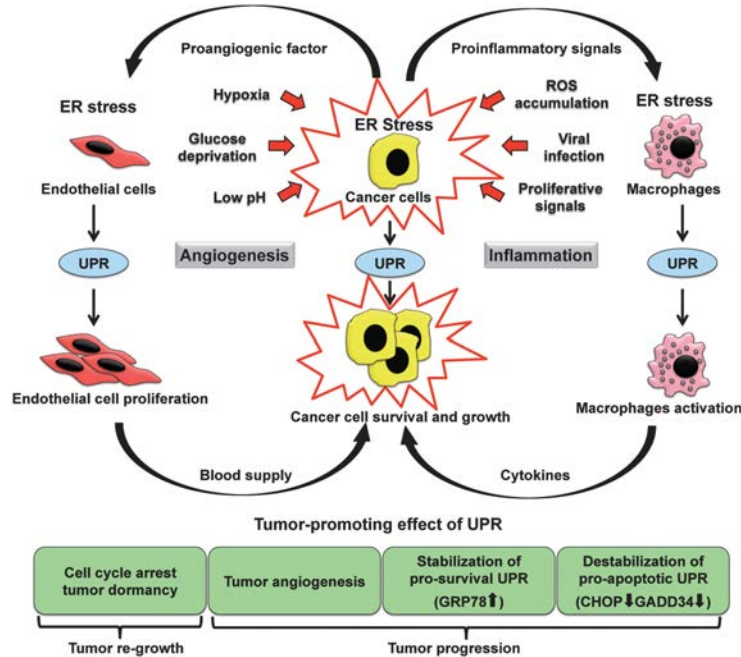 Proangiogenic factor
Proinflammatory signals
ER stress
Hypoxia
Glucose
deprivation
Low pH
ER Stress
Cancer cells
ROS
accumulation
Viral
infection
Proliferative
signals
ER stress
Endothelial cells
Macrophages
UPR
Angiogenesis
UPR
Inflammation
UPR
Endothelial cell proliferation
Cancer cell survival and growth
Macrophages activation
Blood supply
Cytokines
Tumor-promoting effect of UPR
Cell cycle arrest
tumor dormancy
Tumor angiogenesis
Stabilization of
pro-survival UPR
(GRP78⬆)
Destabilization of
pro-apoptotic UPR
(CHOP⬇GADD34⬇)
Tumor re-growth
Tumor progression